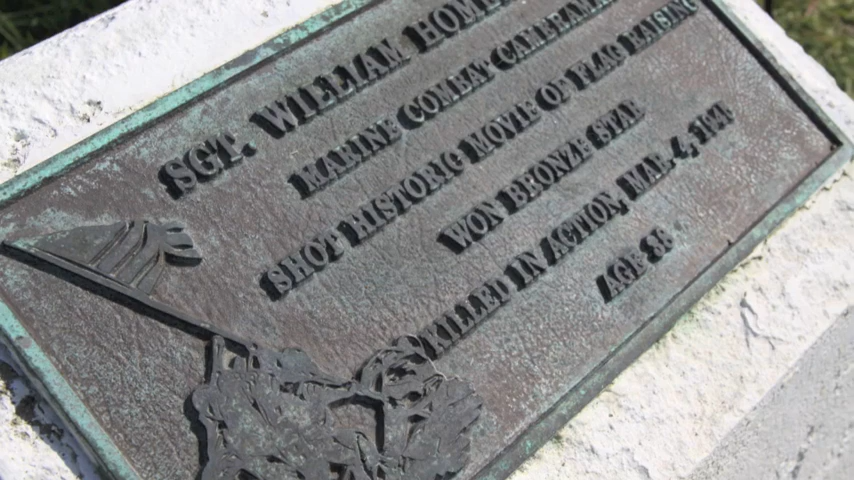 SGT. WILLIAM
MARINE COMBAT CAMERAMAN
SHOT HISTORIC MOVIE OF FLAG RAISING
WON BRONZE STAR
KILLED IN ACTION, MAR. 4, 1945
AGE 38